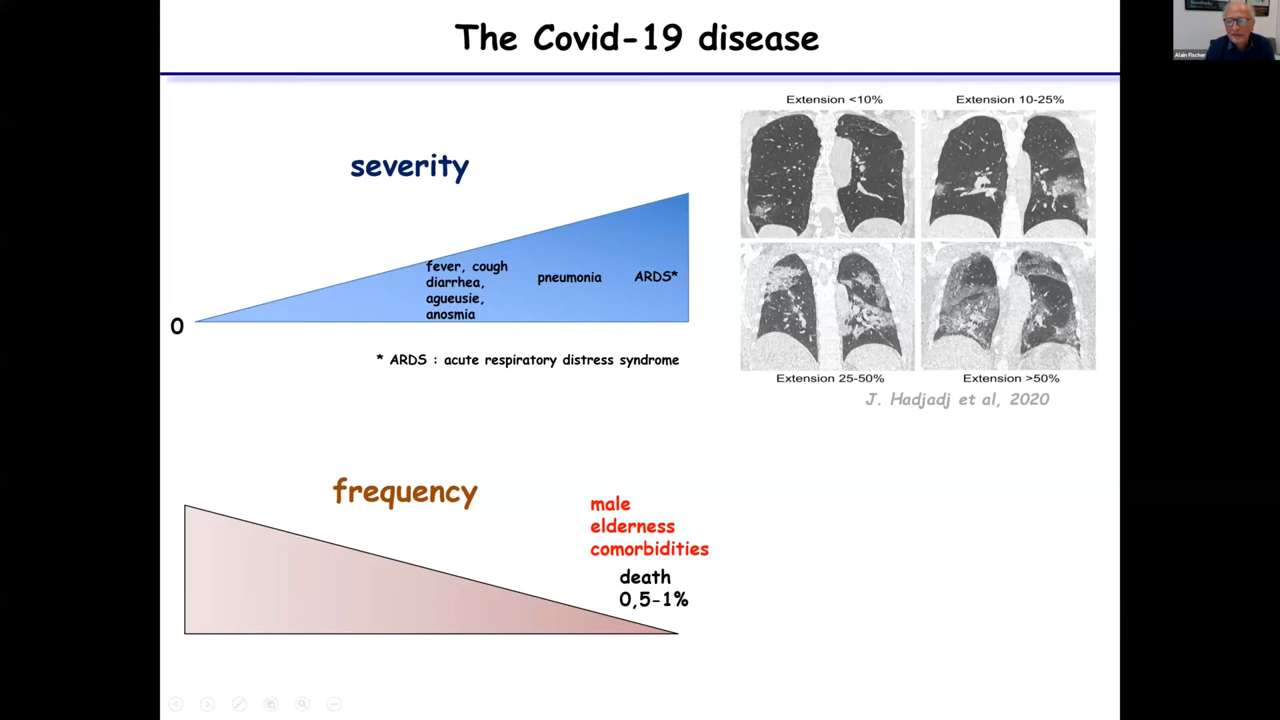 The Covid-19 disease
Alain Fischer
severity
fever, cough
diarrhea,
agueusie,
anosmia
pneumonia
ARDS*
0
* ARDS : acute respiratory distress syndrome
Extension <10%
Extension 10-25%
Extension 25-50%
Extension >50%
J. Hadjadj et al, 2020
frequency
male
elderness
comorbidities
death
0,5-1%